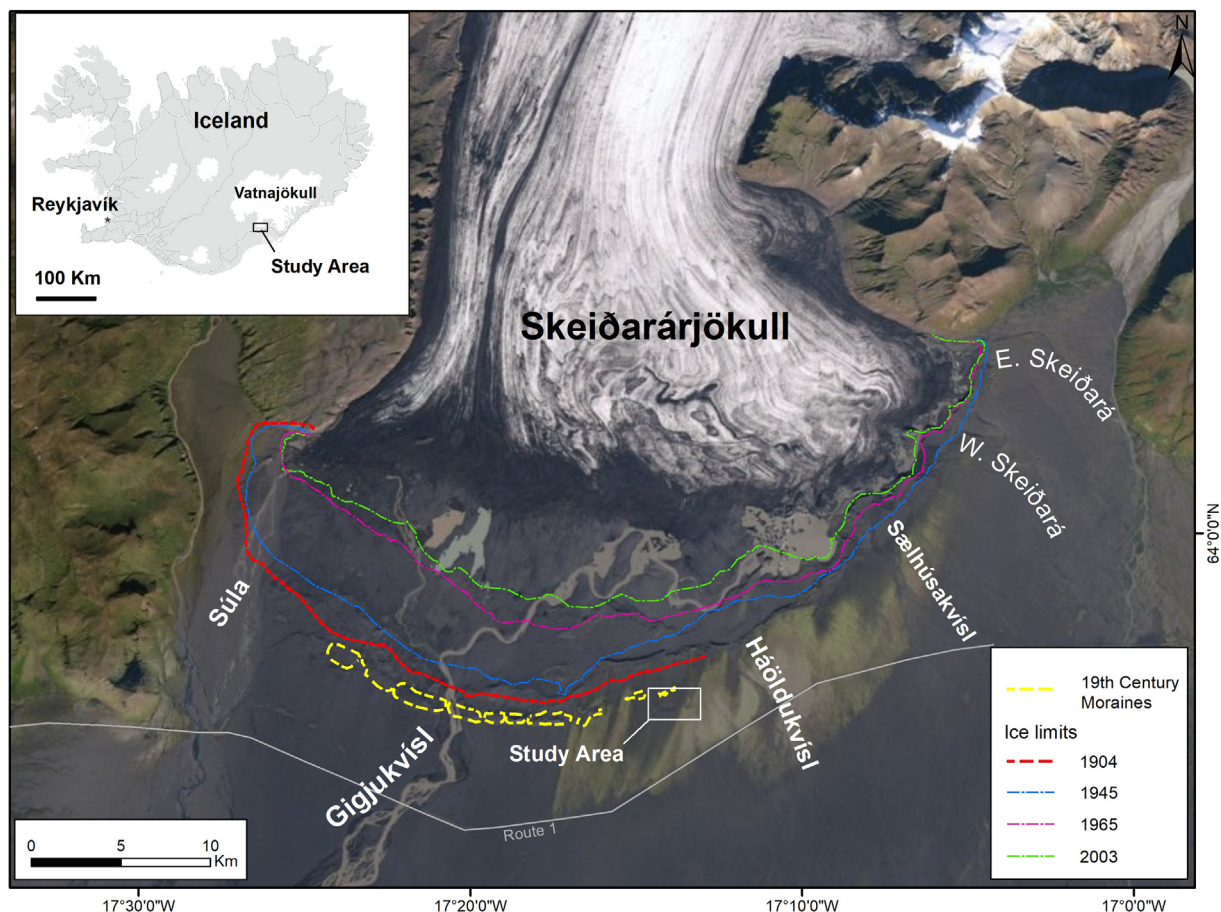 Iceland
Vatnajökull
Reykjavík
Study Area
100 Km
N
Skeiðarárjökull
E. Skeiðará
W. Skeiðará
Sælhúsakvísl
Háöldukvísl
Súla
Gigjukvísl
Study Area
Route 1
64°0'0"N
19th Century
Moraines
Ice limits
1904
1945
1965
2003
0 5 10
Km
17°30'0"W 17°20'0"W 17°10'0"W 17°0'0"W